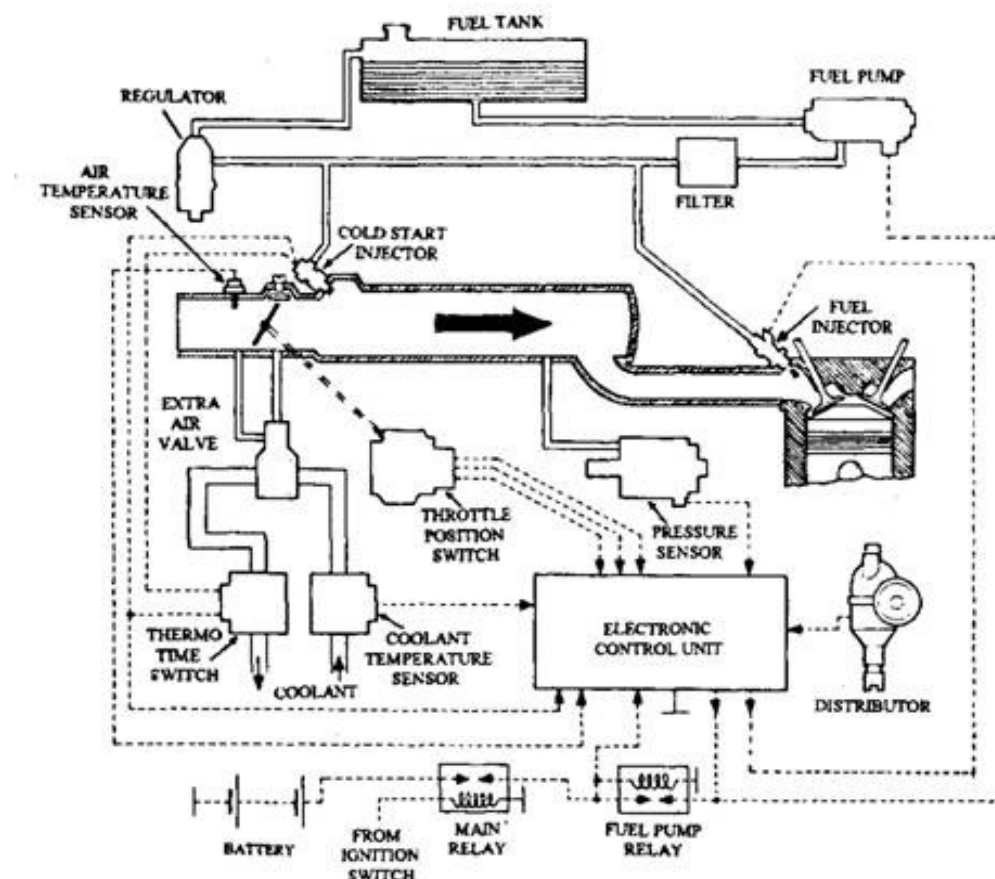 FUEL TANK
FUEL PUMP
REGULATOR
AIR
TEMPERATURE
SENSOR
FILTER
COLD START
INJECTOR
FUEL
INJECTOR
EXTRA
AIR
VALVE
THROTTLE
POSITION
SWITCH
PRESSURE
SENSOR
ELECTRONIC
CONTROL UNIT
THERMO
TIME
SWITCH
COOLANT
COOLANT
TEMPERATURE
SENSOR
DISTRIBUTOR
BATTERY
FROM
IGNITION
SWITCH
MAIN
RELAY
FUEL PUMP
RELAY